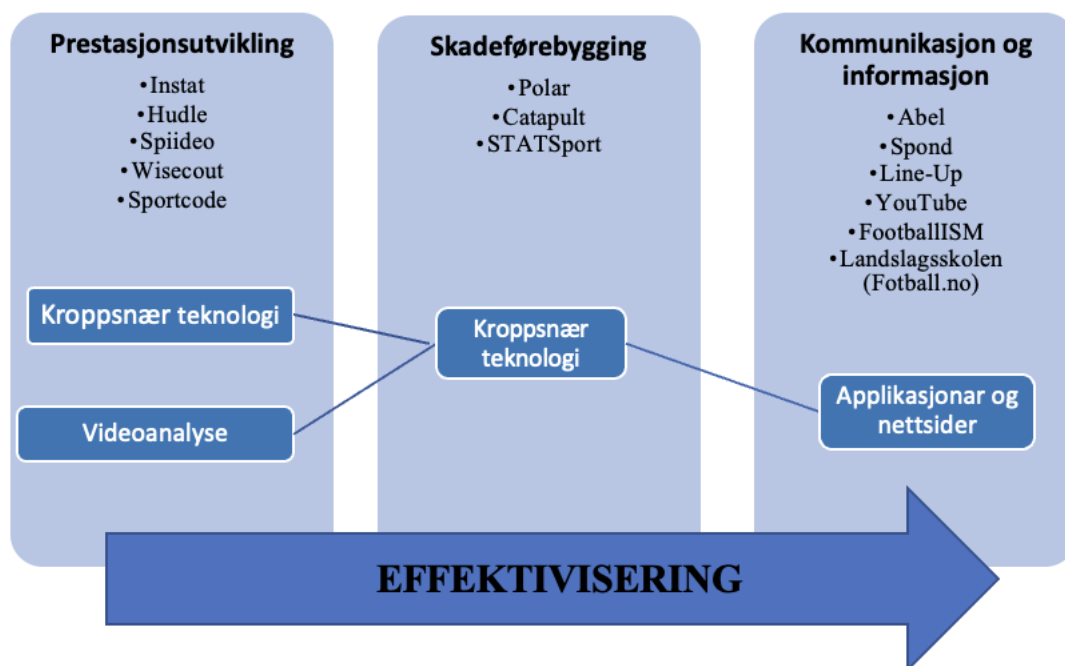 Prestasjonsutvikling
•Instat
•Hudle
•Spiideo
•Wisecout
•Sportcode
Kroppsnær teknologi
Videoanalyse
Skadeførebygging
•Polar
•Catapult
•STATSport
Kroppsnær
teknologi
Kommunikasjon og
informasjon
•Abel
•Spond
•Line-Up
•YouTube
•FootballISM
•Landslagsskolen
(Fotball.no)
Applikasjonar og
nettsider
EFFEKTIVISERING